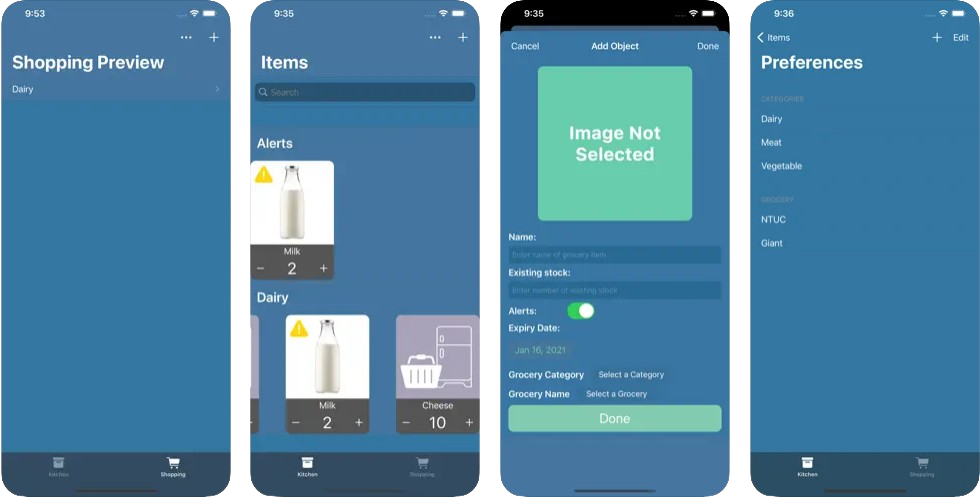 9:53
Shopping Preview
Dairy
Kitchen
Shopping
9:35
Items
Search
Alerts
Milk
− 2 +
Dairy
Milk
− 2 +
Cheese
− 10 +
Kitchen
Shopping
9:35
Cancel
Add Object
Done
Image Not
Selected
Name:
Enter name of grocery item
Existing stock:
Enter number of existing stock
Alerts:
Expiry Date:
Jan 16, 2021
Grocery Category Select a Category
Grocery Name Select a Grocery
Done
9:36
Items
Edit
Preferences
CATEGORIES
Dairy
Meat
Vegetable
GROCERY
NTUC
Giant
Kitchen
Shopping